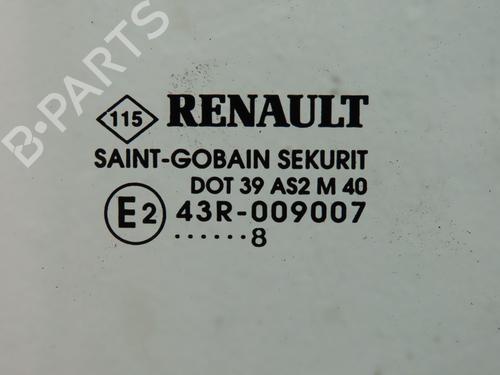 B-PARTS
115 RENAULT
SAINT-GOBAIN SEKURIT
DOT 39 AS2 M 40
E2 43R-009007
......8